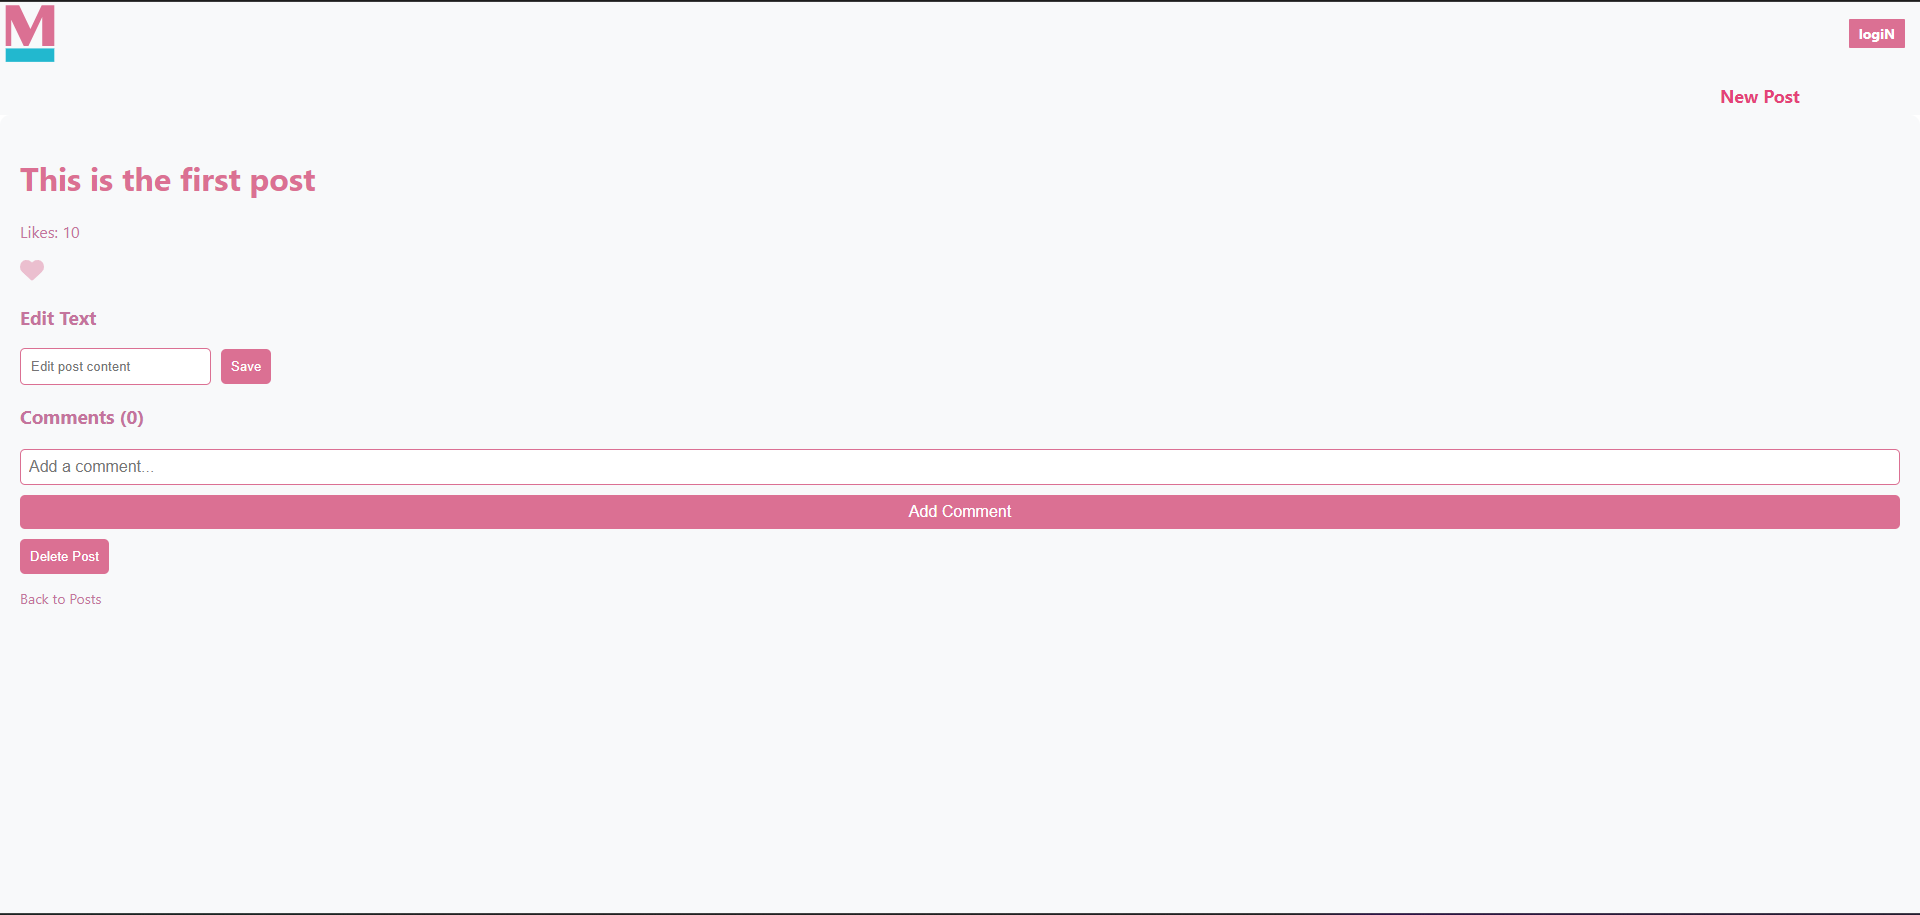 M
logiN
New Post
This is the first post
Likes: 10
Edit Text
Edit post content
Save
Comments (0)
Add a comment...
Add Comment
Delete Post
Back to Posts